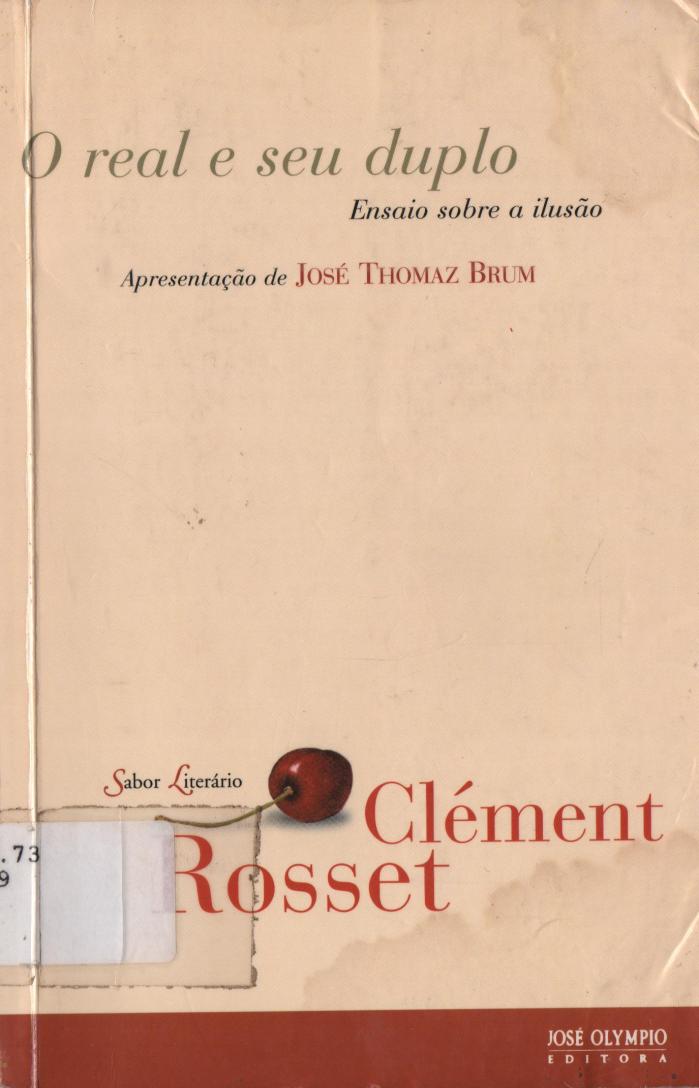 O real e seu duplo
Ensaio sobre a ilusão
Apresentação de JOSÉ THOMAZ BRUM
Sabor Literário
Clément
Rosset
.73
9
JOSÉ OLYMPIO
EDITORA